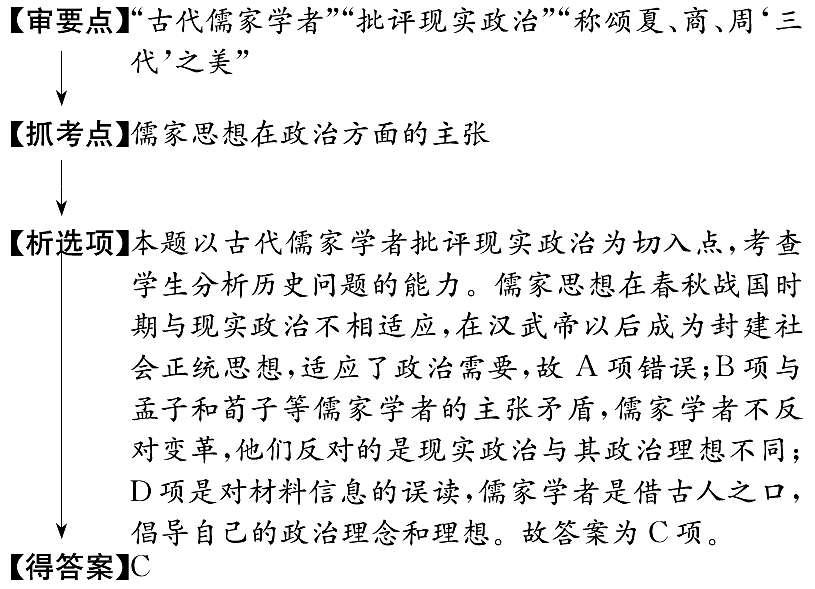 【审要点】“古代儒家学者”“批评现实政治”“称颂夏、商、周‘三
代’之美”
【抓考点】儒家思想在政治方面的主张
【析选项】本题以古代儒家学者批评现实政治为切入点,考查
学生分析历史问题的能力。儒家思想在春秋战国时
期与现实政治不相适应,在汉武帝以后成为封建社
会正统思想,适应了政治需要,故 A 项错误;B 项与
孟子和荀子等儒家学者的主张矛盾,儒家学者不反
对变革,他们反对的是现实政治与其政治理想不同;
D 项是对材料信息的误读,儒家学者是借古人之口,
倡导自己的政治理念和理想。故答案为 C 项。
【得答案】C